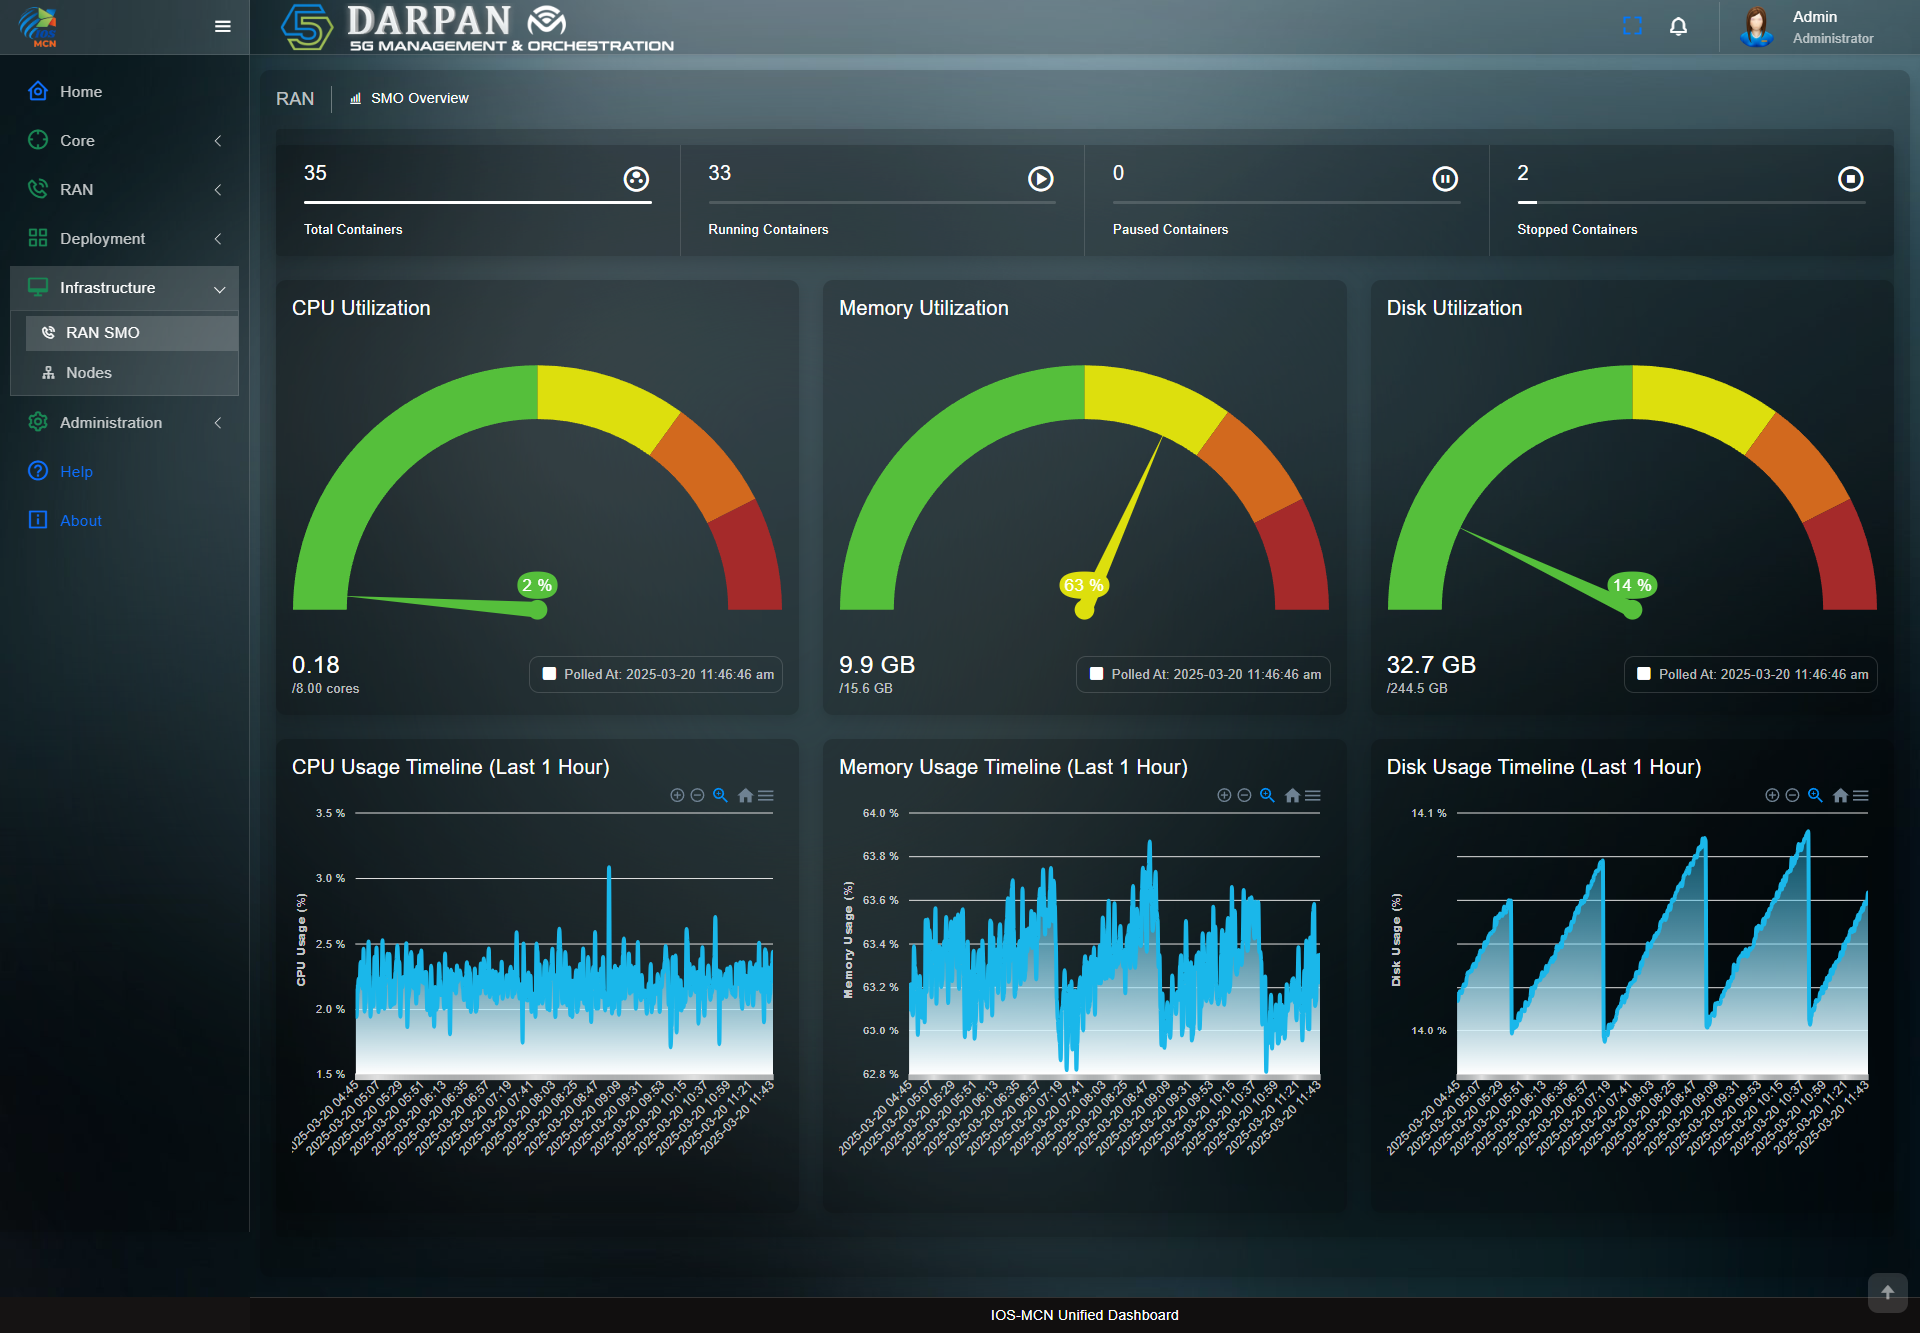 IOS
MCN
5 DARPAN
5G MANAGEMENT & ORCHESTRATION
Admin
Administrator
Home
Core
RAN
Deployment
Infrastructure
RAN SMO
Nodes
Administration
Help
About
RAN
SMO Overview
35
Total Containers
33
Running Containers
0
Paused Containers
2
Stopped Containers
CPU Utilization
2 %
0.18
/8.00 cores
Polled At: 2025-03-20 11:46:46 am
Memory Utilization
63 %
9.9 GB
/15.6 GB
Polled At: 2025-03-20 11:46:46 am
Disk Utilization
14 %
32.7 GB
/244.5 GB
Polled At: 2025-03-20 11:46:46 am
CPU Usage Timeline (Last 1 Hour)
3.5 %
3.0 %
2.5 %
2.0 %
1.5 %
CPU Usage (%)
2025-03-20 04:45
2025-03-20 05:07
2025-03-20 05:29
2025-03-20 05:51
2025-03-20 06:13
2025-03-20 06:35
2025-03-20 06:57
2025-03-20 07:19
2025-03-20 07:41
2025-03-20 08:03
2025-03-20 08:25
2025-03-20 08:47
2025-03-20 09:09
2025-03-20 09:31
2025-03-20 09:53
2025-03-20 10:15
2025-03-20 10:37
2025-03-20 10:59
2025-03-20 11:21
2025-03-20 11:43
Memory Usage Timeline (Last 1 Hour)
64.0 %
63.8 %
63.6 %
63.4 %
63.2 %
63.0 %
62.8 %
Memory Usage (%)
2025-03-20 04:45
2025-03-20 05:07
2025-03-20 05:29
2025-03-20 05:51
2025-03-20 06:13
2025-03-20 06:35
2025-03-20 06:57
2025-03-20 07:19
2025-03-20 07:41
2025-03-20 08:03
2025-03-20 08:25
2025-03-20 08:47
2025-03-20 09:09
2025-03-20 09:31
2025-03-20 09:53
2025-03-20 10:15
2025-03-20 10:37
2025-03-20 10:59
2025-03-20 11:21
2025-03-20 11:43
Disk Usage Timeline (Last 1 Hour)
14.1 %
14.0 %
Disk Usage (%)
2025-03-20 04:45
2025-03-20 05:07
2025-03-20 05:29
2025-03-20 05:51
2025-03-20 06:13
2025-03-20 06:35
2025-03-20 06:57
2025-03-20 07:19
2025-03-20 07:41
2025-03-20 08:03
2025-03-20 08:25
2025-03-20 08:47
2025-03-20 09:09
2025-03-20 09:31
2025-03-20 09:53
2025-03-20 10:15
2025-03-20 10:37
2025-03-20 10:59
2025-03-20 11:21
2025-03-20 11:43
IOS-MCN Unified Dashboard